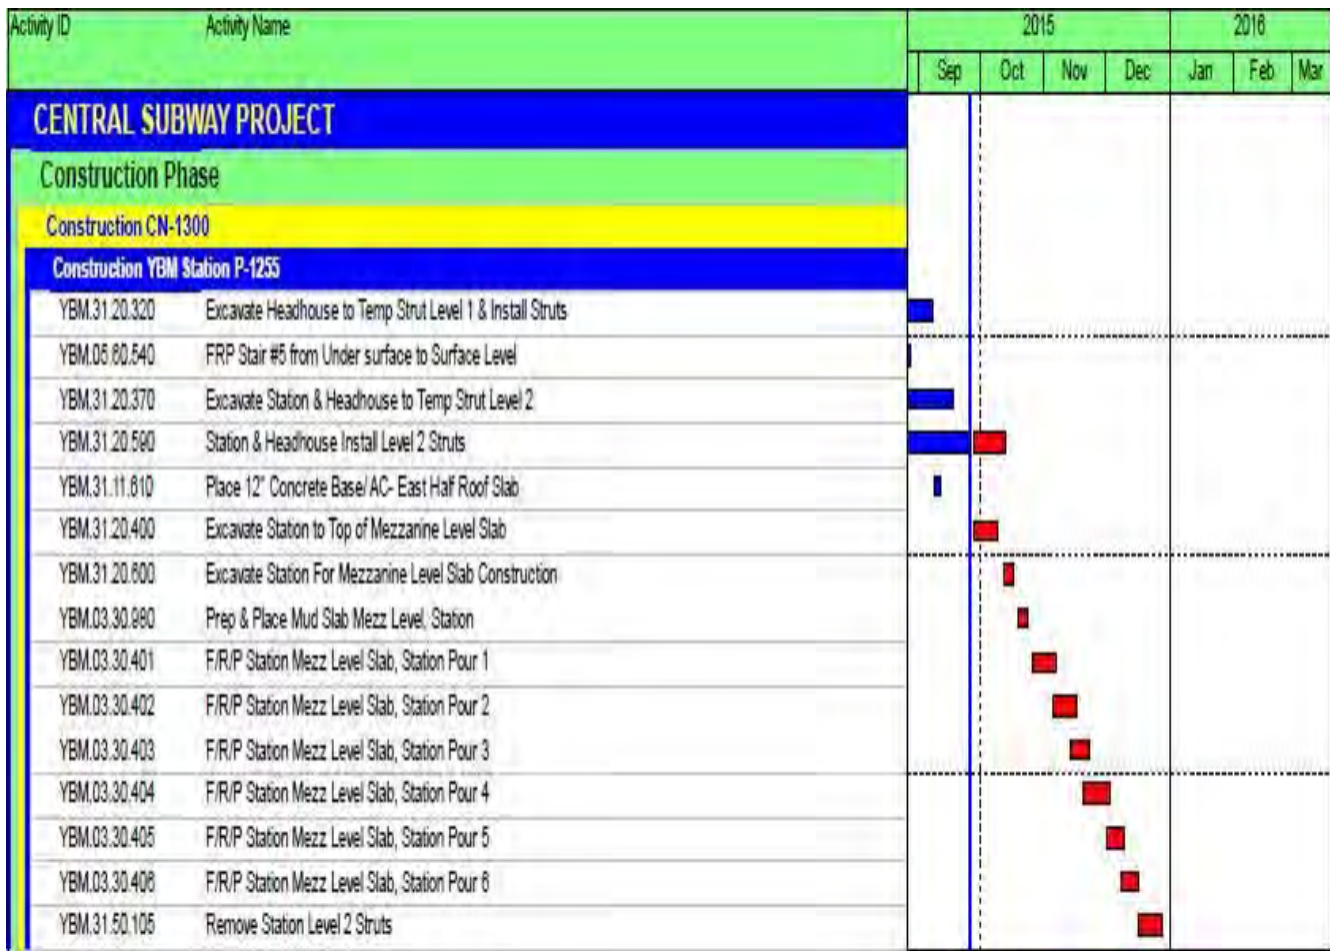 Activity ID Activity Name 2015 2016
Sep Oct Nov Dec Jan Feb Mar
CENTRAL SUBWAY PROJECT
Construction Phase
Construction CN-1300
Construction YBM Station P-1255
YBM.31.20.320 Excavate Headhouse to Temp Strut Level 1 & Install Struts
YBM.05.60.540 FRP Stair #5 from Under surface to Surface Level
YBM.31.20.370 Excavate Station & Headhouse to Temp Strut Level 2
YBM.31.20.590 Station & Headhouse Install Level 2 Struts
YBM.31.11.610 Place 12" Concrete Base/ AC- East Half Roof Slab
YBM.31.20.400 Excavate Station to Top of Mezzanine Level Slab
YBM.31.20.600 Excavate Station For Mezzanine Level Slab Construction
YBM.03.30.980 Prep & Place Mud Slab Mezz Level, Station
YBM.03.30.401 F/R/P Station Mezz Level Slab, Station Pour 1
YBM.03.30.402 F/R/P Station Mezz Level Slab, Station Pour 2
YBM.03.30.403 F/R/P Station Mezz Level Slab, Station Pour 3
YBM.03.30.404 F/R/P Station Mezz Level Slab, Station Pour 4
YBM.03.30.405 F/R/P Station Mezz Level Slab, Station Pour 5
YBM.03.30.406 F/R/P Station Mezz Level Slab, Station Pour 6
YBM.31.50.105 Remove Station Level 2 Struts